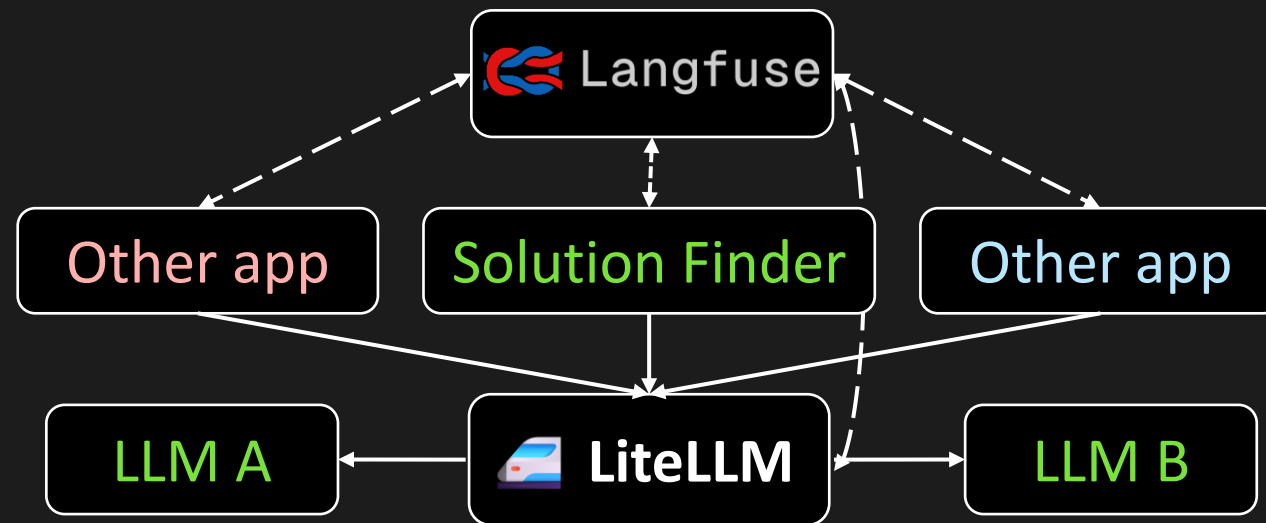 Langfuse
Other app
Solution Finder
Other app
LLM A
LiteLLM
LLM B